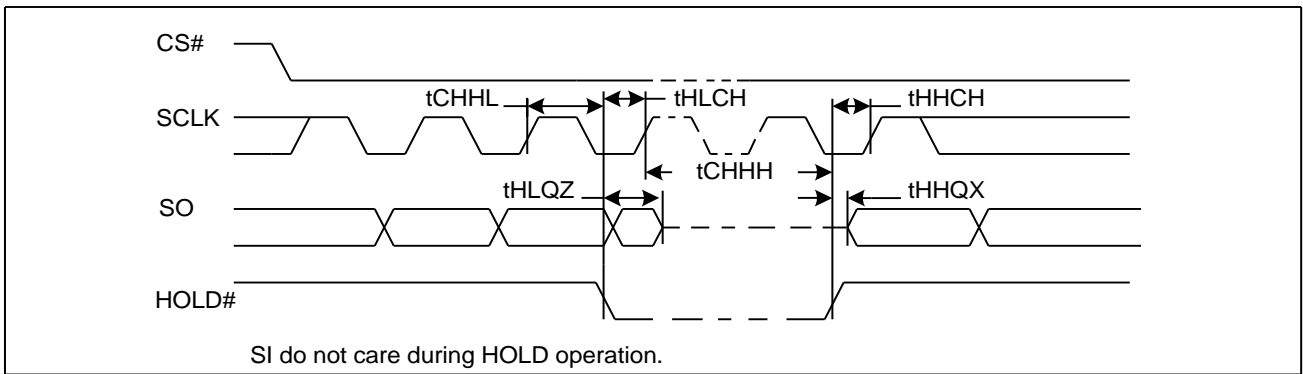 CS#
tCHHL
tHLCH
tHHCH
SCLK
tCHHH
tHLQZ
tHHQX
SO
HOLD#
SI do not care during HOLD operation.